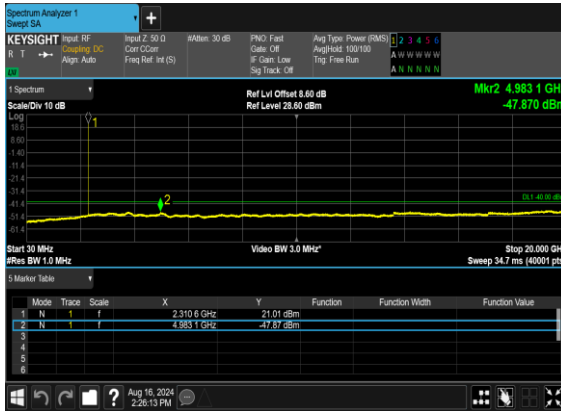 Spectrum Analyzer 1
Swept SA
+
KEYSIGHT Input: RF Input Z: 50 Ω #Atten: 30 dB PNO: Fast Avg Type: Power (RMS) 1 2 3 4 5 6
R T Coupling: DC Corr CCorr Gate: Off Avg|Hold: 100/100 A W W W W W
Align: Auto Freq Ref: Int (S) IF Gain: Low Trig: Free Run
Sig Track: Off A N N N N N
LXI
1 Spectrum
Scale/Div 10 dB Ref Lvl Offset 8.60 dB Mkr2 4.983 1 GH
Ref Level 28.60 dBm -47.870 dBm
Log
18.6
8.60
-1.40
-11.4
-21.4
-31.4
-41.4
-51.4
-61.4
1
2
DL1 -40.00 dB
Start 30 MHz Video BW 3.0 MHz* Stop 20.000 GH
#Res BW 1.0 MHz Sweep 34.7 ms (40001 pts
5 Marker Table
Mode Trace Scale X Y Function Function Width Function Value
1 N 1 f 2.310 6 GHz 21.01 dBm
2 N 1 f 4.983 1 GHz -47.87 dBm
3
4
5
6
? Aug 16, 2024
2:26:13 PM